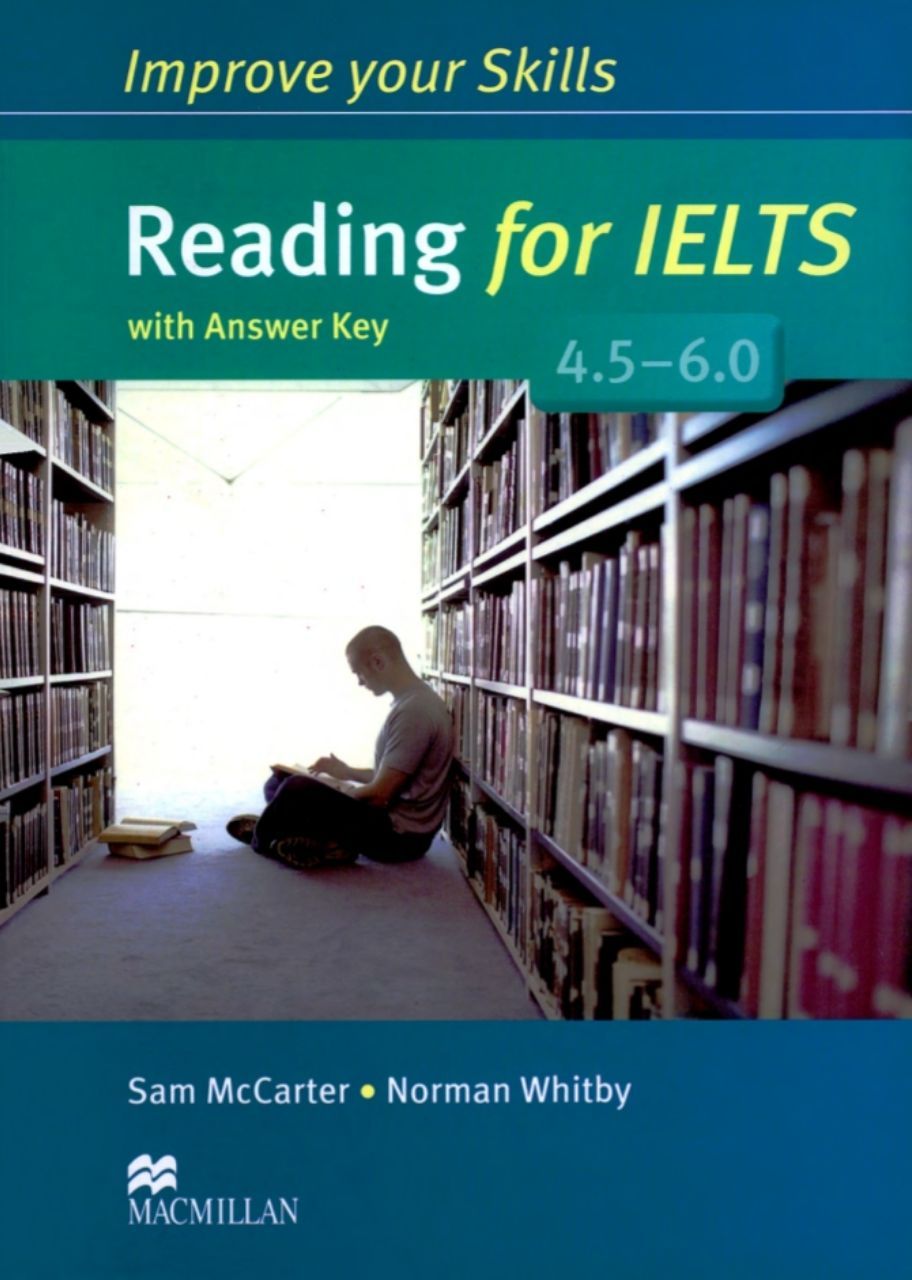 Improve your Skills
Reading for IELTS
with Answer Key
4.5–6.0
Sam McCarter • Norman Whitby
MACMILLAN